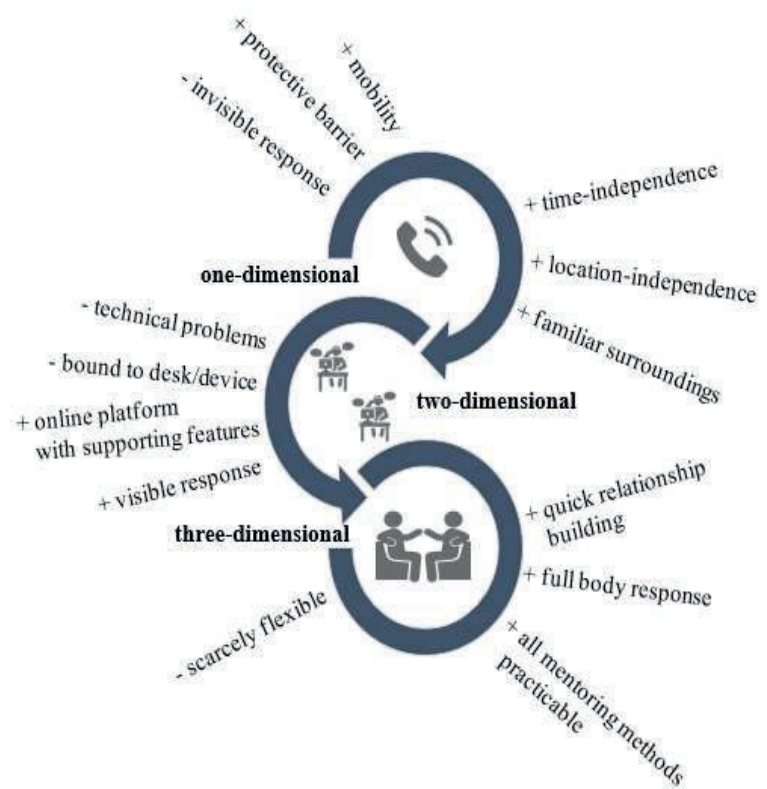 + mobility
+ protective barrier
- invisible response
+ time-independence
+ location-independence
+ familiar surroundings
one-dimensional
- technical problems
- bound to desk/device
+ online platform
with supporting features
+ visible response
two-dimensional
three-dimensional
+ quick relationship
building
+ full body response
+ all mentoring methods
practicable
- scarcely flexible